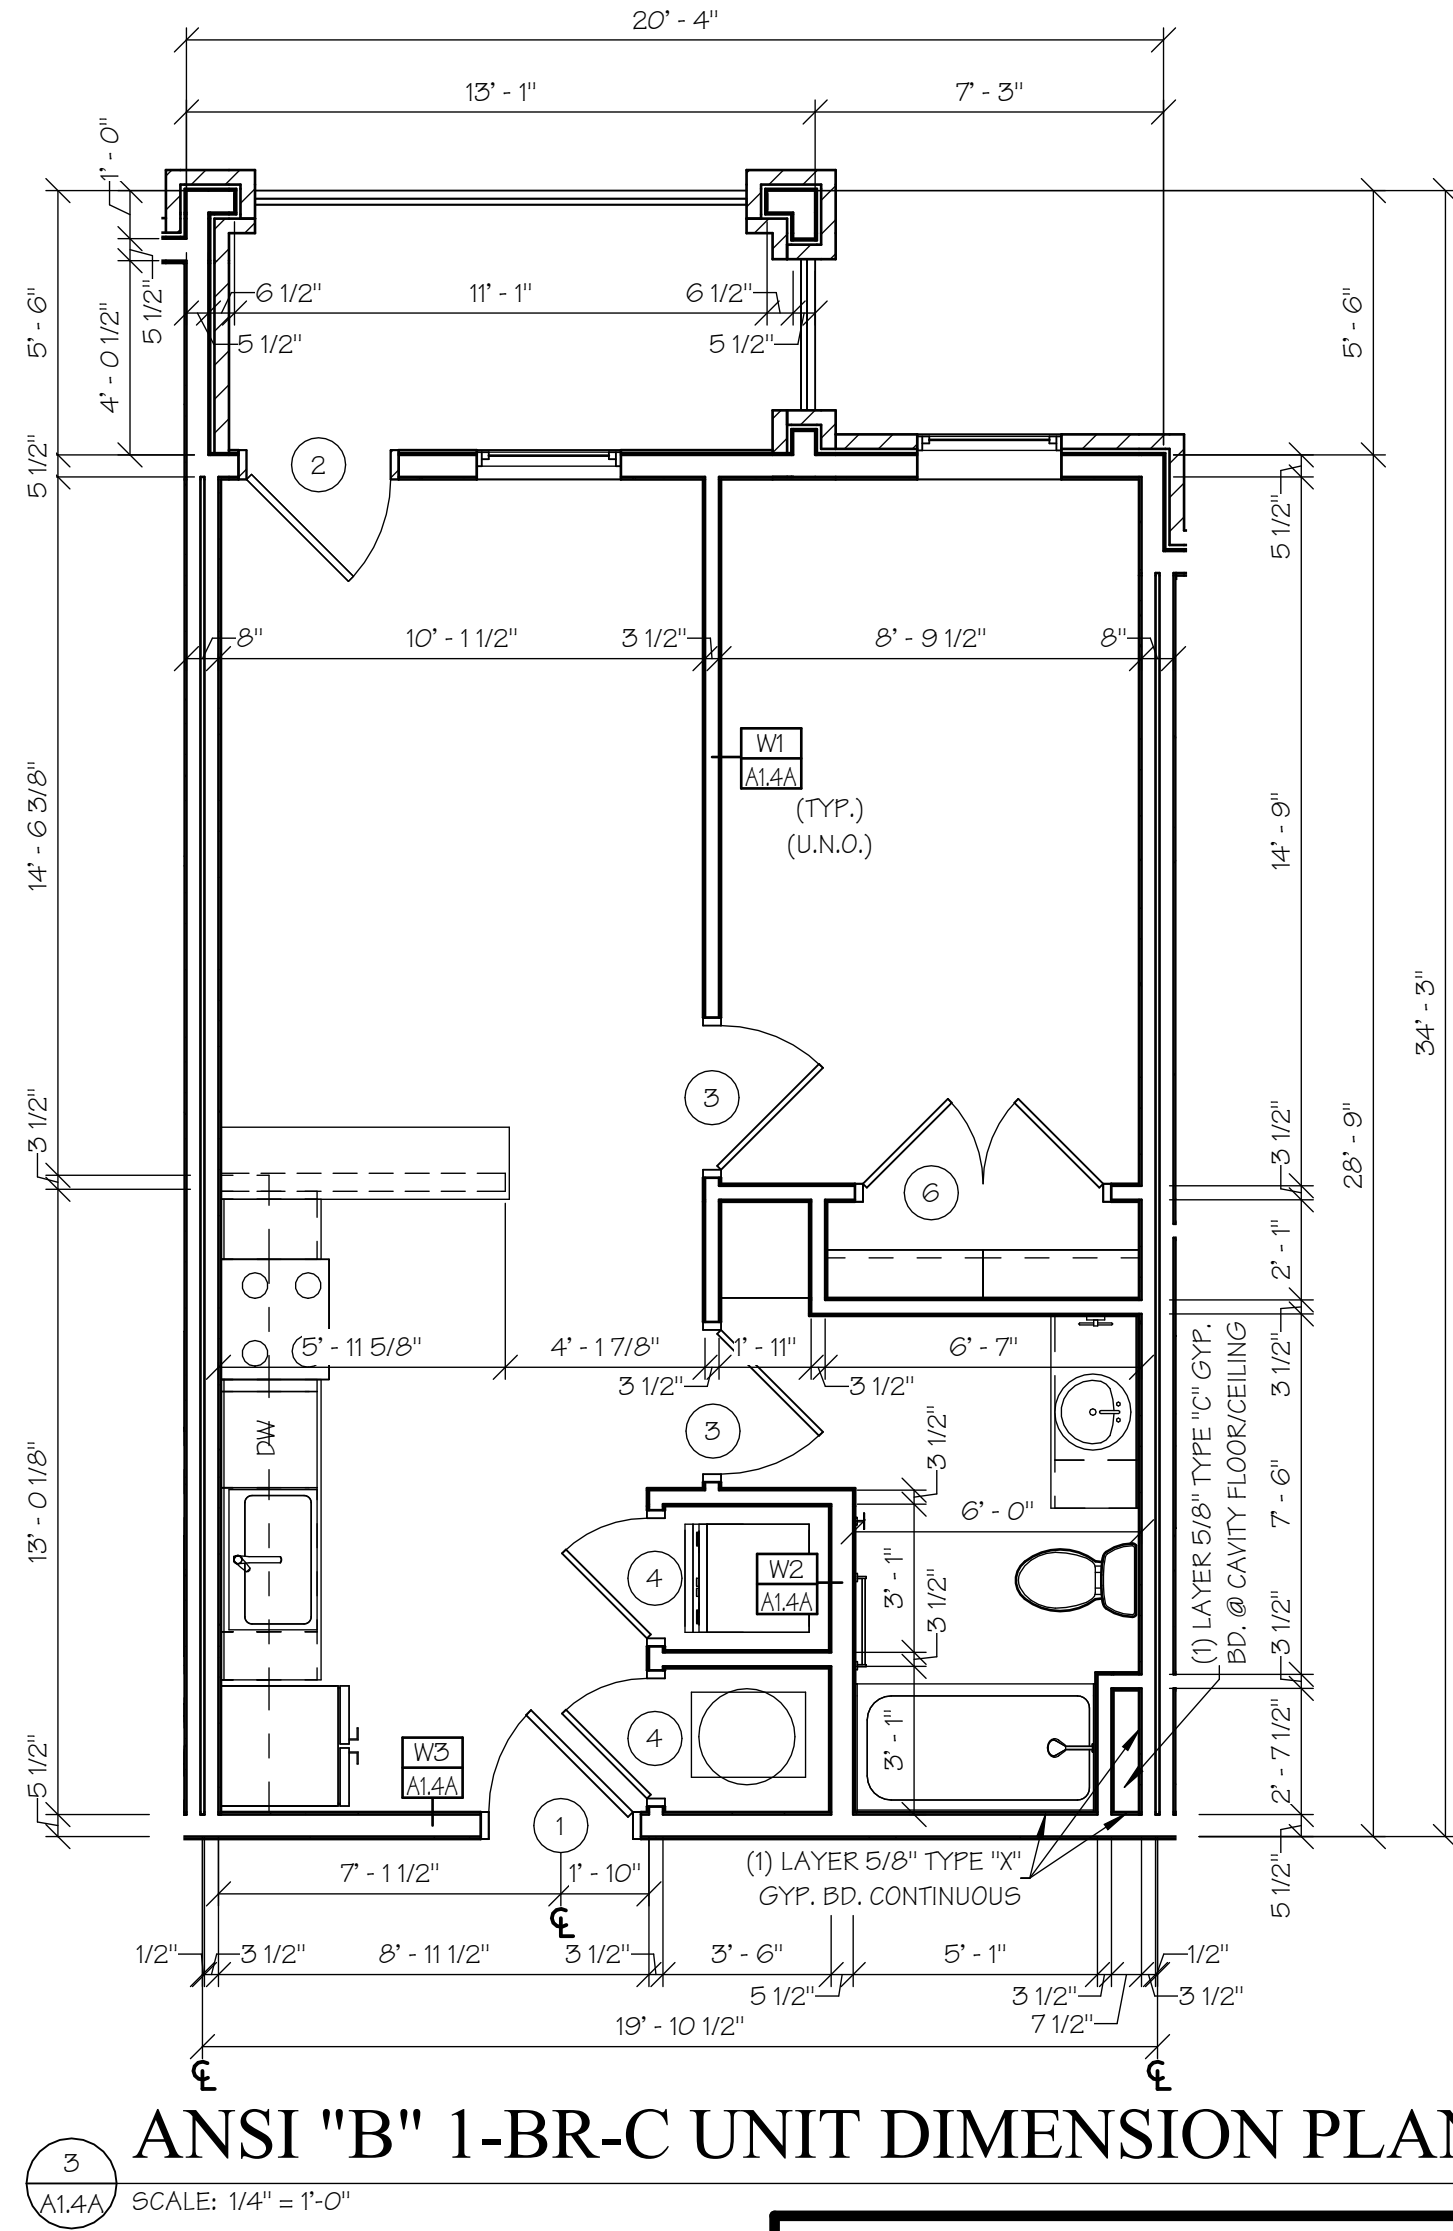 20' - 4"
13' - 1"
7' - 3"
1' - 0"
5 1/2"
4' - 0 1/2"
5' - 6"
5 1/2"
6 1/2"
11' - 1"
6 1/2"
5 1/2"
5 1/2"
5' - 6"
2
5 1/2"
8"
10' - 1 1/2"
3 1/2"
8' - 9 1/2"
8"
W1
A1.4A
(TYP.)
(U.N.O.)
14' - 6 3/8"
14' - 9"
34' - 3"
28' - 9"
3
3 1/2"
3 1/2"
6
2' - 1"
5' - 11 5/8"
4' - 1 7/8"
1' - 11"
6' - 7"
3 1/2"
3 1/2"
3 1/2"
(1) LAYER 5/8" TYPE "C" GYP.
BD. @ CAVITY FLOOR/CEILING
DW
3
3 1/2"
13' - 0 1/8"
7' - 6"
6' - 0"
4
W2
A1.4A
3' - 1"
3 1/2"
3 1/2"
4
3' - 1"
2' - 7 1/2"
W3
A1.4A
5 1/2"
1
5 1/2"
7' - 1 1/2"
1' - 10"
(1) LAYER 5/8" TYPE "X"
GYP. BD. CONTINUOUS
1/2"
3 1/2"
8' - 11 1/2"
3 1/2"
3' - 6"
5 1/2"
5' - 1"
3 1/2"
7 1/2"
1/2"
3 1/2"
19' - 10 1/2"
ANSI "B" 1-BR-C UNIT DIMENSION PLAN
3
A1.4A
SCALE: 1/4" = 1'-0"